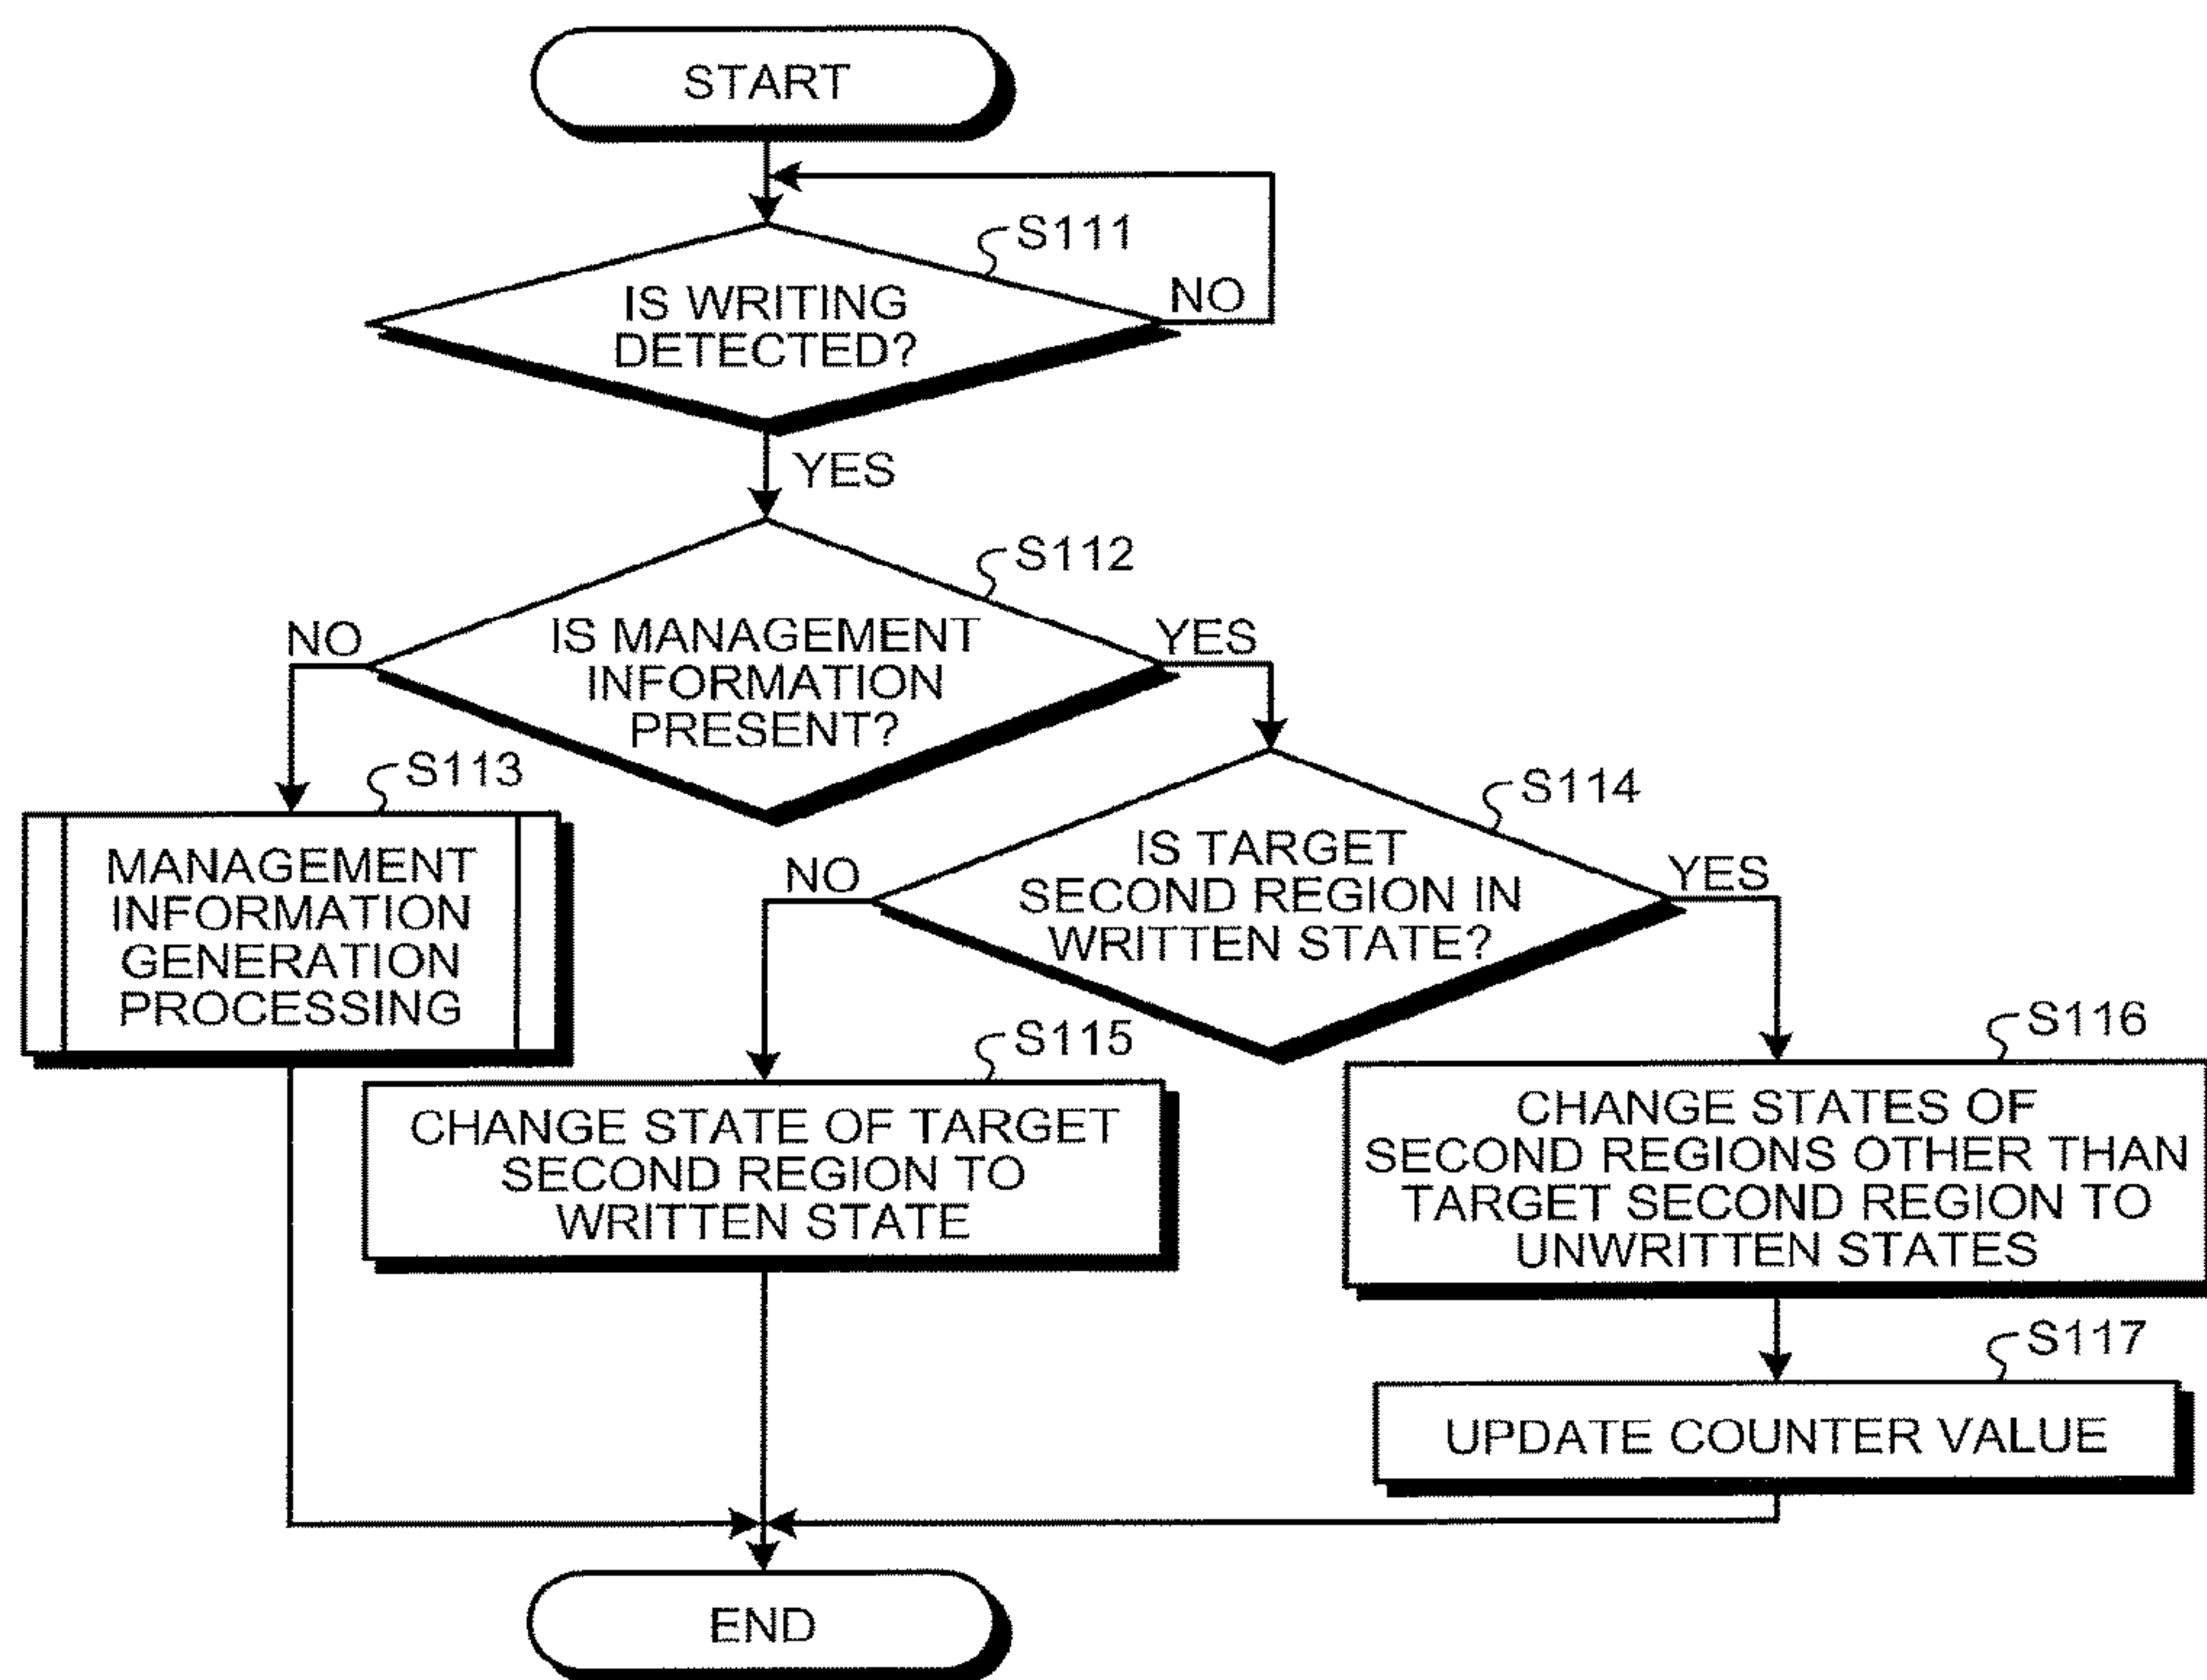 START
S111
IS WRITING
DETECTED?
NO
YES
S112
IS MANAGEMENT
INFORMATION
PRESENT?
NO
YES
S113
MANAGEMENT
INFORMATION
GENERATION
PROCESSING
S114
IS TARGET
SECOND REGION IN
WRITTEN STATE?
NO
YES
S115
CHANGE STATE OF TARGET
SECOND REGION TO
WRITTEN STATE
S116
CHANGE STATES OF
SECOND REGIONS OTHER THAN
TARGET SECOND REGION TO
UNWRITTEN STATES
S117
UPDATE COUNTER VALUE
END